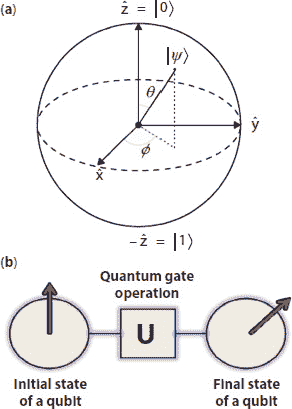 (a)
ẑ = |0⟩
|ψ⟩
θ
ŷ
ϕ
x̂
−ẑ = |1⟩
(b)
Quantum gate
operation
U
Initial state
of a qubit
Final state
of a qubit